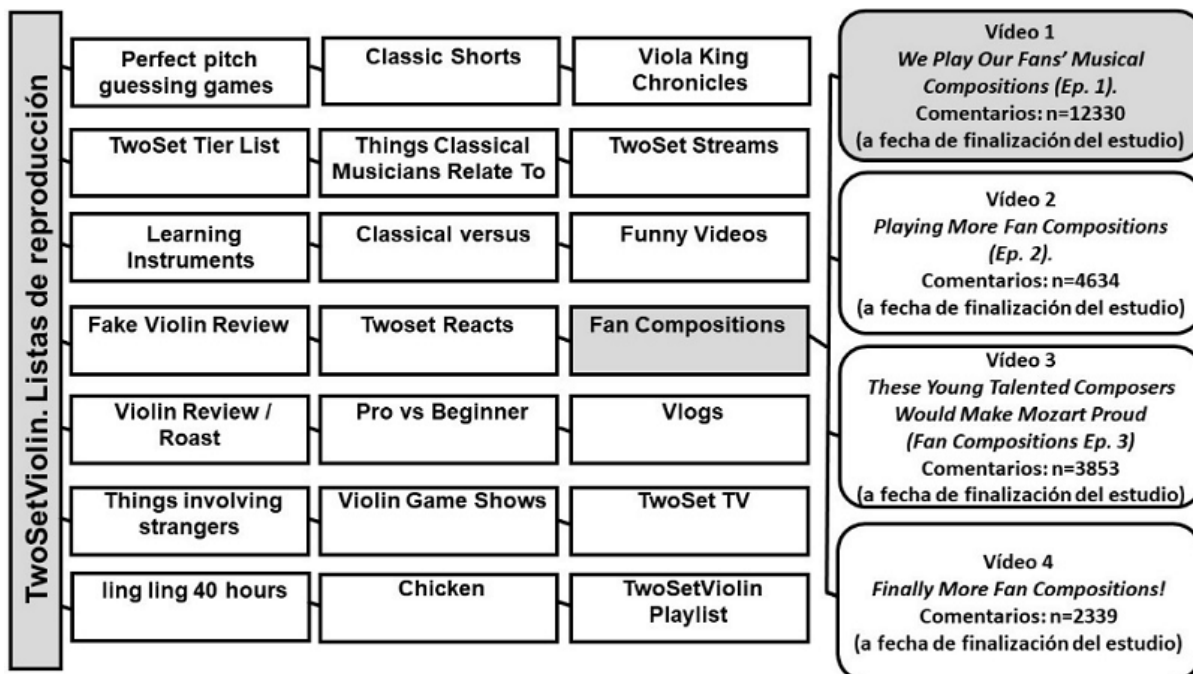 TwoSetViolin. Listas de reproducción
Perfect pitch
guessing games
Classic Shorts
Viola King
Chronicles
TwoSet Tier List
Things Classical
Musicians Relate To
TwoSet Streams
Learning
Instruments
Classical versus
Funny Videos
Fake Violin Review
Twoset Reacts
Fan Compositions
Violin Review /
Roast
Pro vs Beginner
Vlogs
Things involving
strangers
Violin Game Shows
TwoSet TV
ling ling 40 hours
Chicken
TwoSetViolin
Playlist
Vídeo 1
We Play Our Fans’ Musical
Compositions (Ep. 1).
Comentarios: n=12330
(a fecha de finalización del estudio)
Vídeo 2
Playing More Fan Compositions
(Ep. 2).
Comentarios: n=4634
(a fecha de finalización del estudio)
Vídeo 3
These Young Talented Composers
Would Make Mozart Proud
(Fan Compositions Ep. 3)
Comentarios: n=3853
(a fecha de finalización del estudio)
Vídeo 4
Finally More Fan Compositions!
Comentarios: n=2339
(a fecha de finalización del estudio)